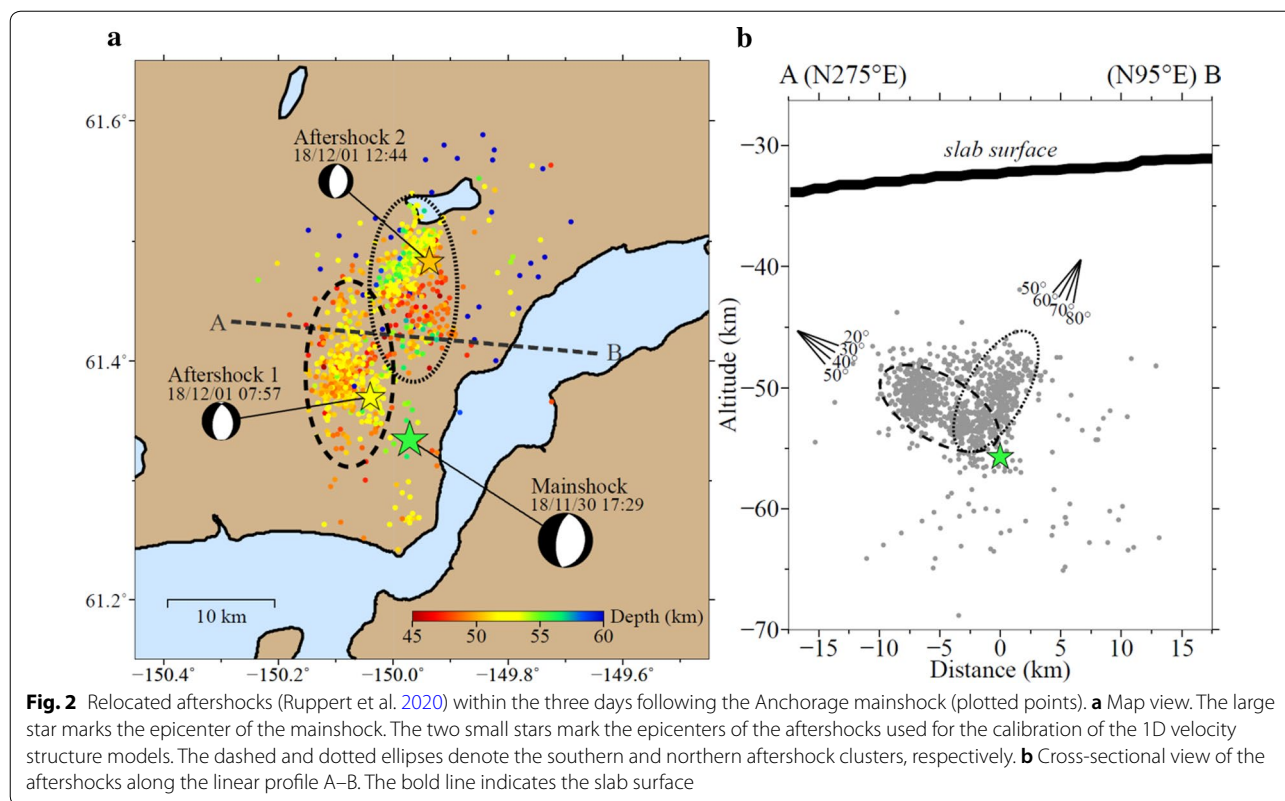 a
61.6°
61.4°
61.2°
Aftershock 2
18/12/01 12:44
A
B
Aftershock 1
18/12/01 07:57
Mainshock
18/11/30 17:29
10 km
Depth (km)
45 50 55 60
−150.4 −150.2 −150.0 −149.8 −149.6
b
A (N275°E) (N95°E) B
slab surface
−30
−40
−50
−60
−70
Altitude (km)
20°
30°
40°
50°
50°
60°
70°
80°
−15 −10 −5 0 5 10 15
Distance (km)
Fig. 2 Relocated aftershocks (Ruppert et al. 2020) within the three days following the Anchorage mainshock (plotted points). a Map view. The large
star marks the epicenter of the mainshock. The two small stars mark the epicenters of the aftershocks used for the calibration of the 1D velocity
structure models. The dashed and dotted ellipses denote the southern and northern aftershock clusters, respectively. b Cross-sectional view of the
aftershocks along the linear profile A–B. The bold line indicates the slab surface